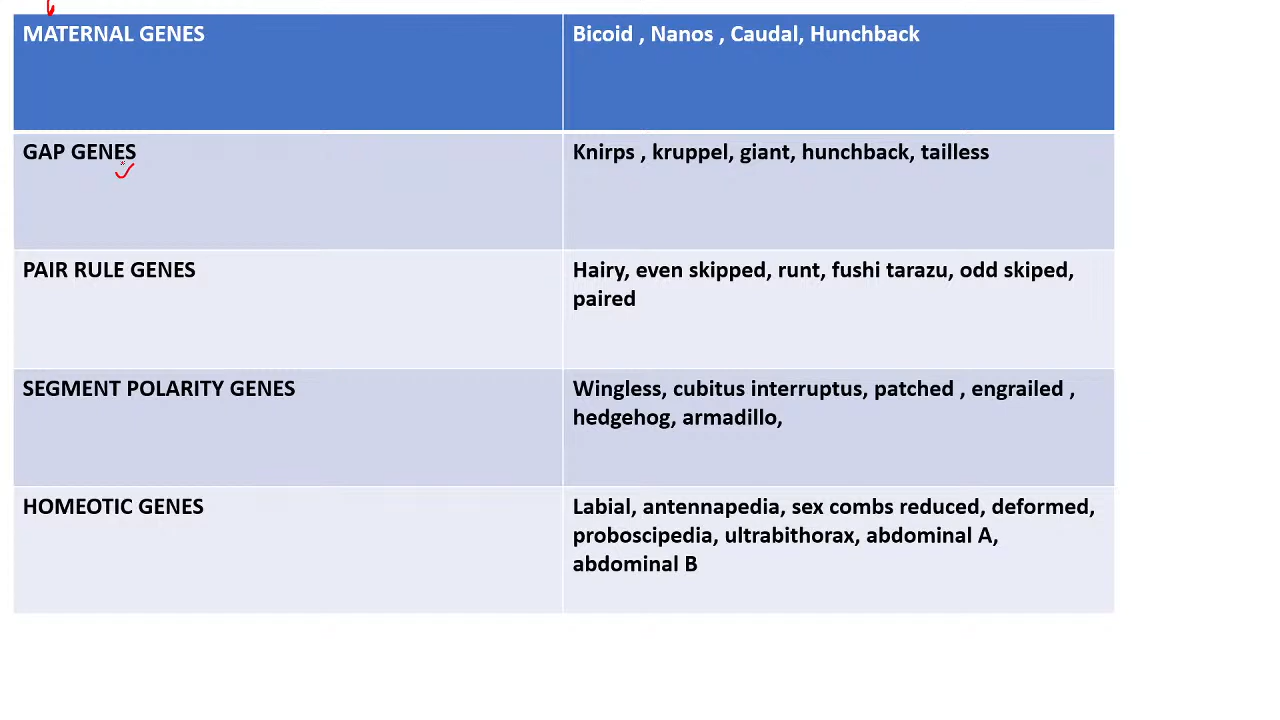 MATERNAL GENES
Bicoid , Nanos , Caudal, Hunchback
GAP GENES
Knirps , kruppel, giant, hunchback, tailless
PAIR RULE GENES
Hairy, even skipped, runt, fushi tarazu, odd skiped,
paired
SEGMENT POLARITY GENES
Wingless, cubitus interruptus, patched , engrailed ,
hedgehog, armadillo,
HOMEOTIC GENES
Labial, antennapedia, sex combs reduced, deformed,
proboscipedia, ultrabithorax, abdominal A,
abdominal B